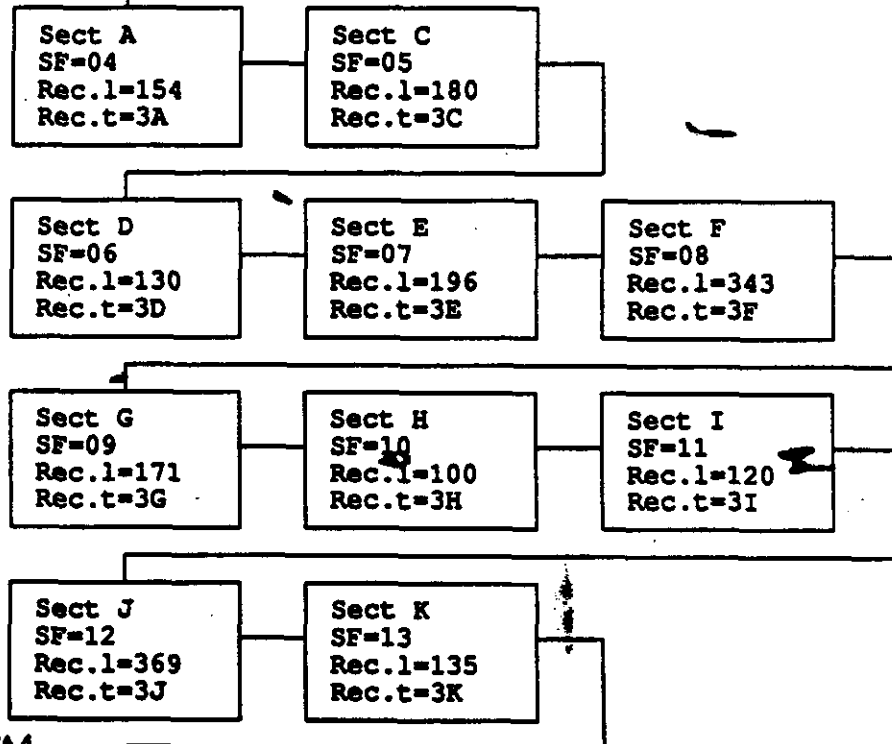 Sect A
SF=04
Rec.l=154
Rec.t=3A
Sect C
SF=05
Rec.l=180
Rec.t=3C
Sect D
SF=06
Rec.l=130
Rec.t=3D
Sect E
SF=07
Rec.l=196
Rec.t=3E
Sect F
SF=08
Rec.l=343
Rec.t=3F
Sect G
SF=09
Rec.l=171
Rec.t=3G
Sect H
SF=10
Rec.l=100
Rec.t=3H
Sect I
SF=11
Rec.l=120
Rec.t=3I
Sect J
SF=12
Rec.l=369
Rec.t=3J
Sect K
SF=13
Rec.l=135
Rec.t=3K